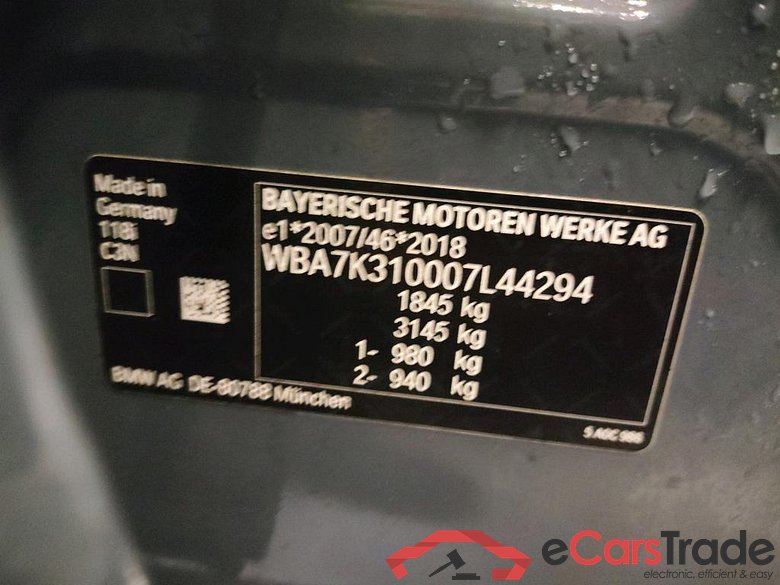 Made in
Germany
118i
C3N
BAYERISCHE MOTOREN WERKE AG
e1*2007/46*2018
WBA7K310007L44294
1845 kg
3145 kg
1- 980 kg
2- 940 kg
BMW AG DE-80788 München
eCarsTrade
electronic, efficient & easy